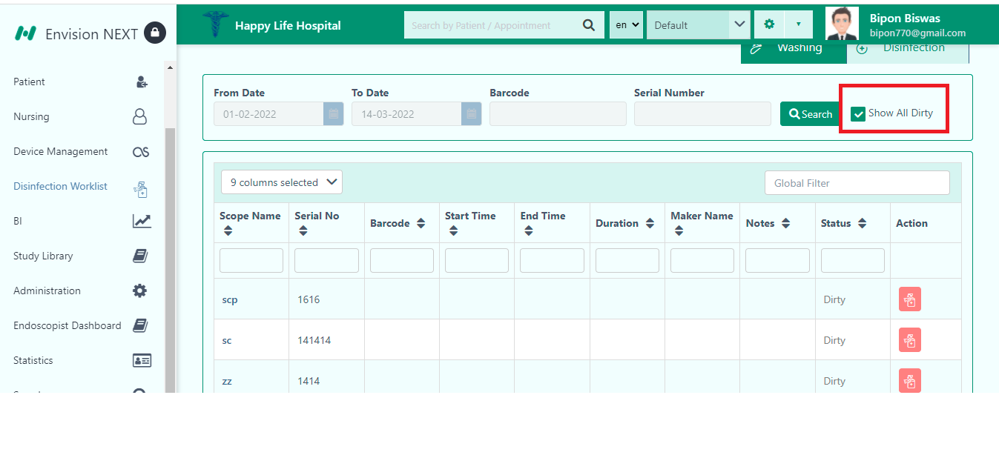 Envision NEXT
Happy Life Hospital
Search by Patient / Appointment
en
Default
Bipon Biswas
bipon770@gmail.com
Washing
Disinfection
Patient
Nursing
Device Management
Disinfection Worklist
BI
Study Library
Administration
Endoscopist Dashboard
Statistics
From Date
To Date
Barcode
Serial Number
01-02-2022
14-03-2022
Search
Show All Dirty
9 columns selected
Global Filter
Scope Name
Serial No
Barcode
Start Time
End Time
Duration
Maker Name
Notes
Status
Action
scp
1616
Dirty
sc
141414
Dirty
zz
1414
Dirty